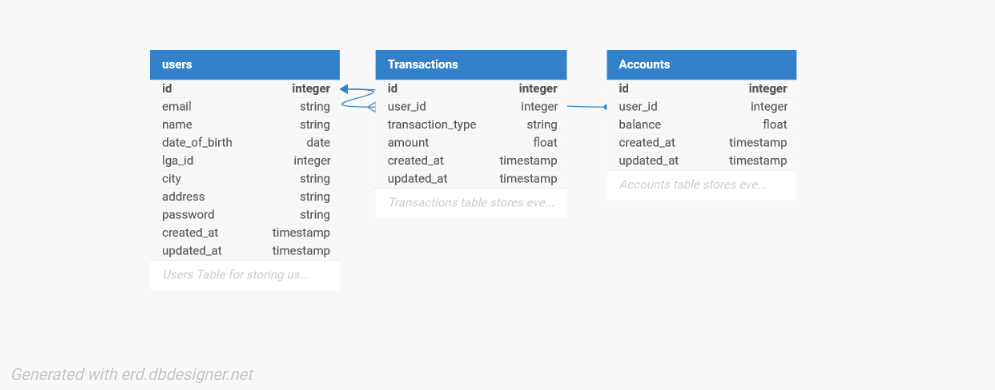 users
id integer
email string
name string
date_of_birth date
lga_id integer
city string
address string
password string
created_at timestamp
updated_at timestamp
Users Table for storing us...
Transactions
id integer
user_id integer
transaction_type string
amount float
created_at timestamp
updated_at timestamp
Transactions table stores eve...
Accounts
id integer
user_id integer
balance float
created_at timestamp
updated_at timestamp
Accounts table stores eve...
Generated with erd.dbdesigner.net